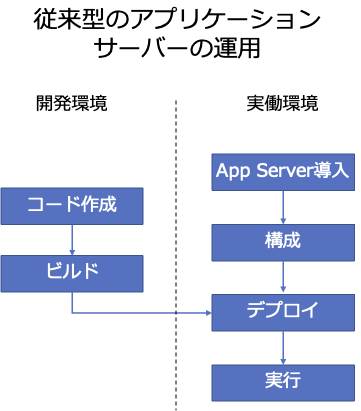 従来型のアプリケーション
サーバーの運用
開発環境
実働環境
コード作成
ビルド
App Server導入
構成
デプロイ
実行